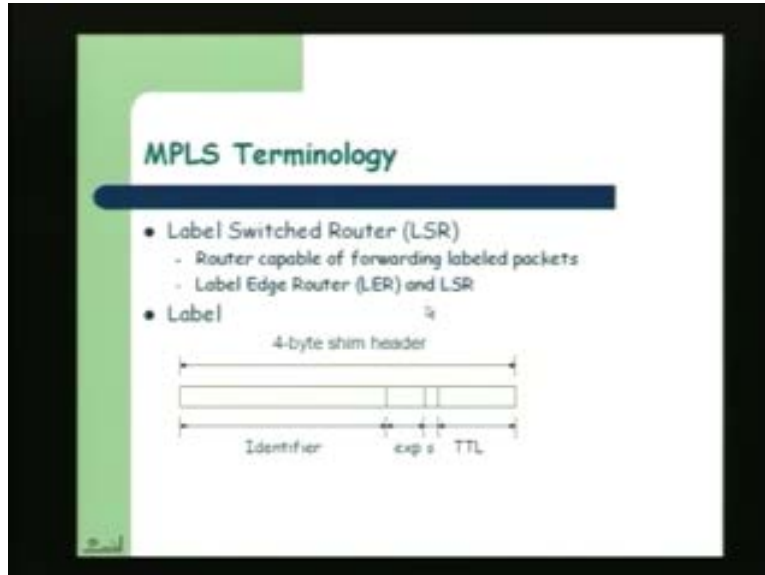 MPLS Terminology
Label Switched Router (LSR)
- Router capable of forwarding labeled packets
- Label Edge Router (LER) and LSR
Label
4-byte shim header
Identifier exp s TTL